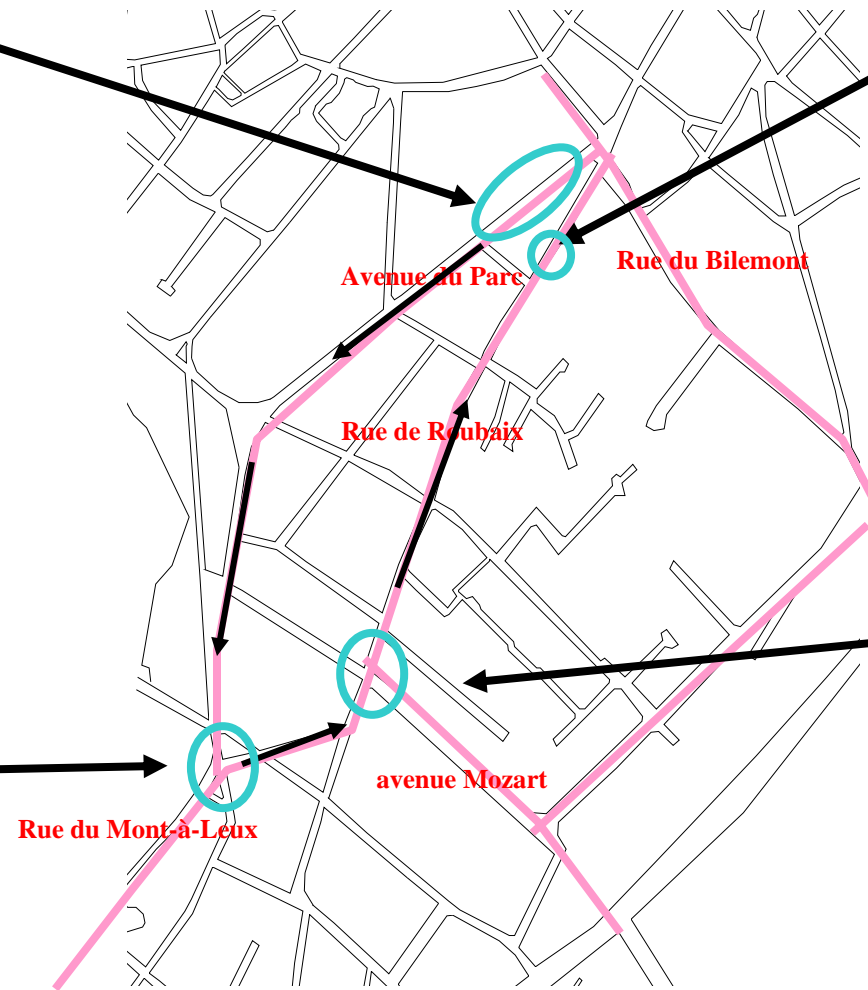 Rue du Bilemont
Avenue du Parc
Rue de Roubaix
avenue Mozart
Rue du Mont-à-Leux